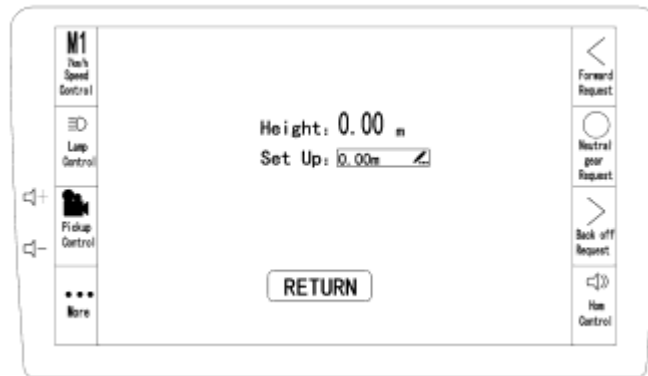 M1
7km/h
Speed
Control
Lamp
Control
Pickup
Control
More
Height: 0.00 m
Set Up: 0.00m
RETURN
Forward
Request
Neutral
gear
Request
Back off
Request
Horn
Control